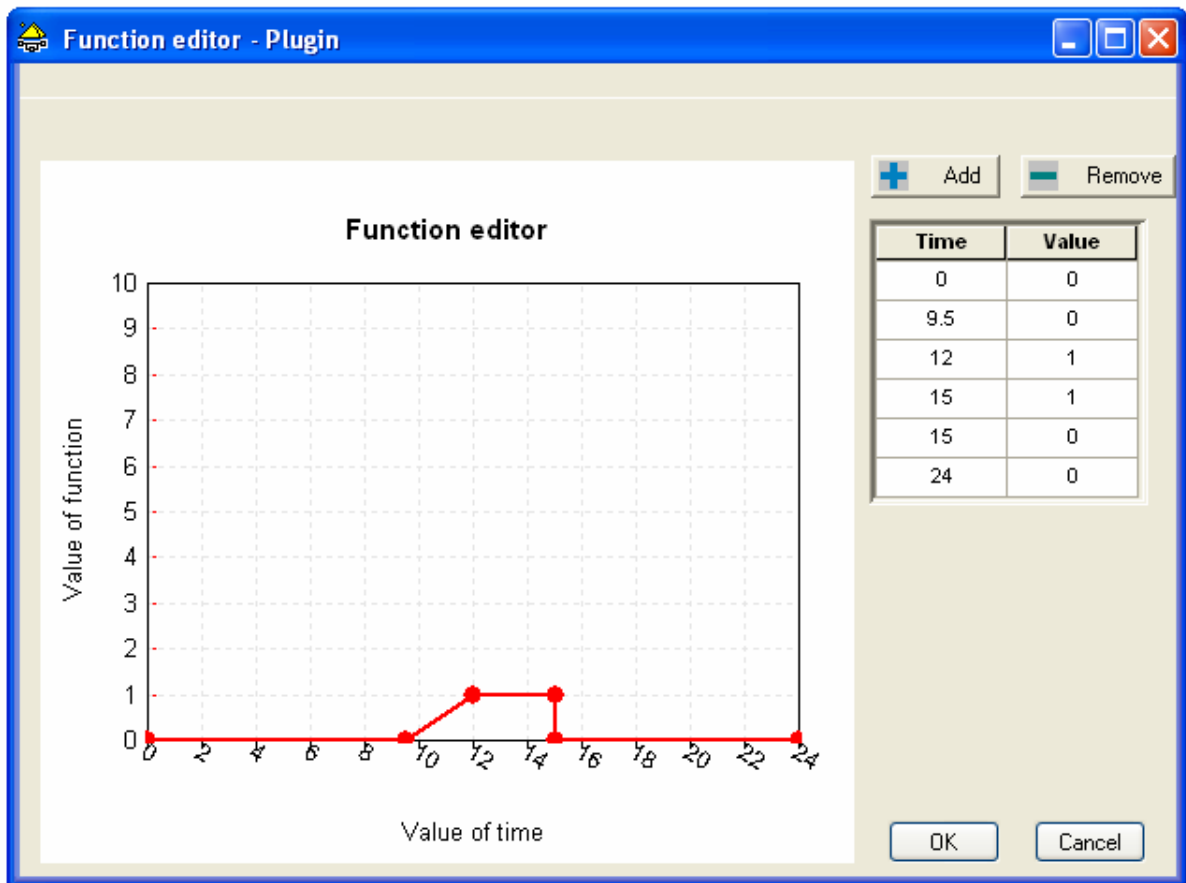 Function editor - Plugin
Add Remove
Function editor
Time Value
0 0
9.5 0
12 1
15 1
15 0
24 0
10
9
8
7
6
5
4
3
2
1
0
Value of function
0 2 4 6 8 10 12 14 16 18 20 22 24
Value of time
OK Cancel